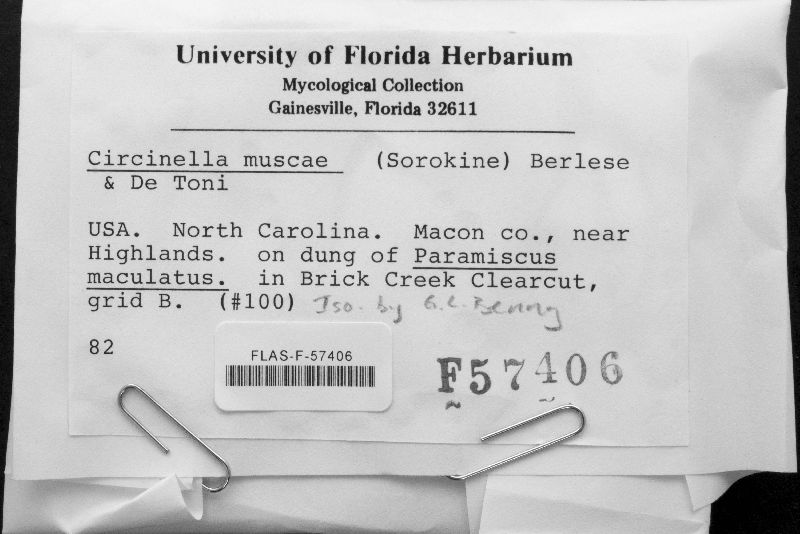 University of Florida Herbarium
Mycological Collection
Gainesville, Florida 32611
Circinella muscae (Sorokine) Berlese
& De Toni
USA. North Carolina. Macon co., near
Highlands. on dung of Paramiscus
maculatus. in Brick Creek Clearcut,
grid B. (#100) Iso. by G.L. Benny
82
FLAS-F-57406
F57406